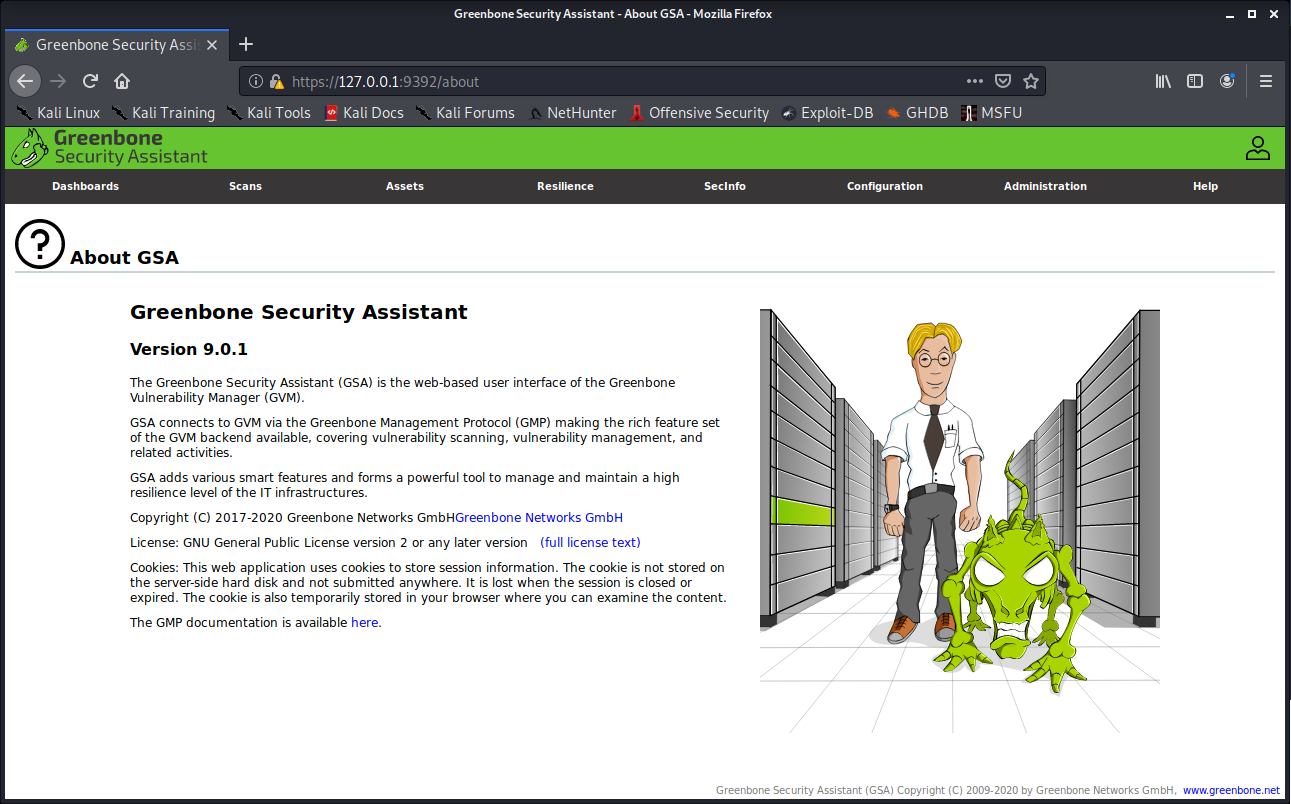 Greenbone Security Assistant - About GSA - Mozilla Firefox
Greenbone Security Assis
https://127.0.0.1:9392/about
Kali Linux Kali Training Kali Tools Kali Docs Kali Forums NetHunter Offensive Security Exploit-DB GHDB MSFU
Greenbone
Security Assistant
Dashboards Scans Assets Resilience SecInfo Configuration Administration Help
About GSA
Greenbone Security Assistant
Version 9.0.1
The Greenbone Security Assistant (GSA) is the web-based user interface of the Greenbone
Vulnerability Manager (GVM).
GSA connects to GVM via the Greenbone Management Protocol (GMP) making the rich feature set
of the GVM backend available, covering vulnerability scanning, vulnerability management, and
related activities.
GSA adds various smart features and forms a powerful tool to manage and maintain a high
resilience level of the IT infrastructures.
Copyright (C) 2017-2020 Greenbone Networks GmbHGreenbone Networks GmbH
License: GNU General Public License version 2 or any later version (full license text)
Cookies: This web application uses cookies to store session information. The cookie is not stored on
the server-side hard disk and not submitted anywhere. It is lost when the session is closed or
expired. The cookie is also temporarily stored in your browser where you can examine the content.
The GMP documentation is available here.
Greenbone Security Assistant (GSA) Copyright (C) 2009-2020 by Greenbone Networks GmbH, www.greenbone.net